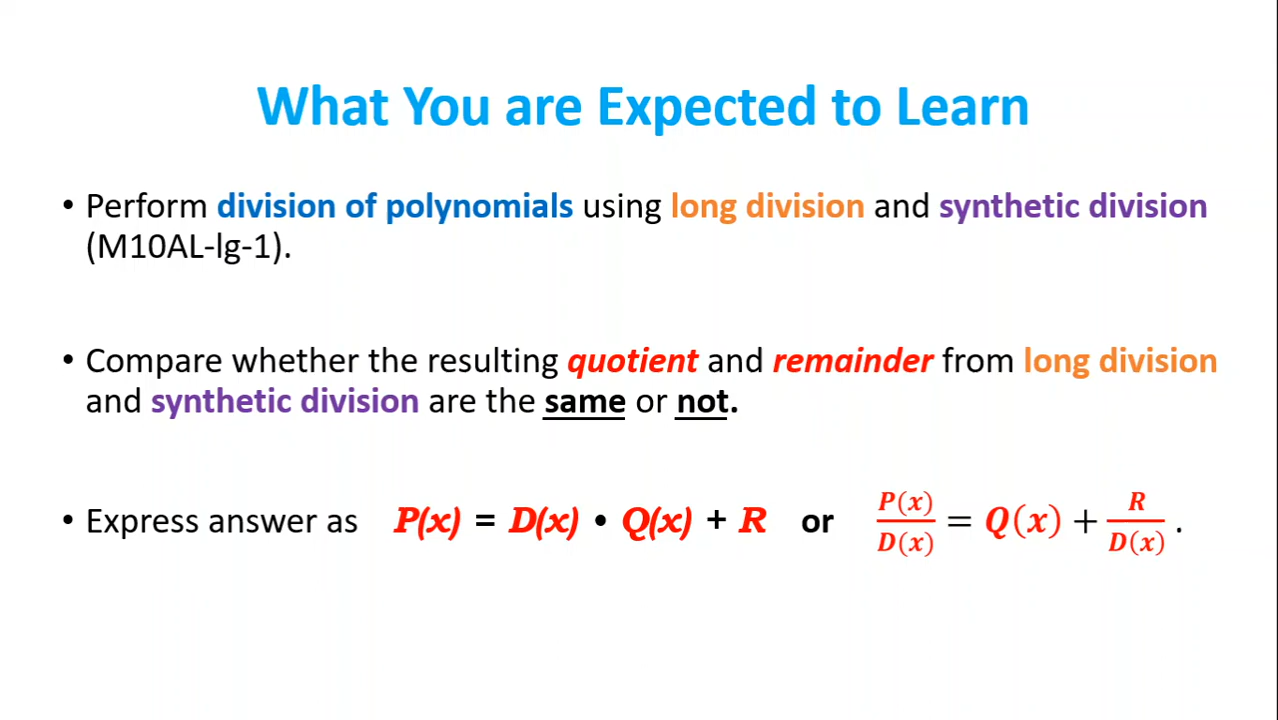 What You are Expected to Learn
• Perform division of polynomials using long division and synthetic division
(M10AL-lg-1).
• Compare whether the resulting quotient and remainder from long division
and synthetic division are the same or not.
• Express answer as P(x) = D(x) • Q(x) + R or P(x)/D(x) = Q(x) + R/D(x) .